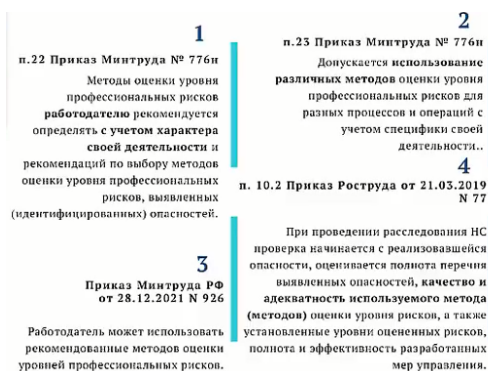 1
п.22 Приказ Минтруда № 776н
Методы оценки уровня
профессиональных рисков
работодателю рекомендуется
определять с учетом характера
своей деятельности и
рекомендаций по выбору методов
оценки уровня профессиональных
рисков, выявленных
(идентифицированных) опасностей.
2
п.23 Приказ Минтруда № 776н
Допускается использование
различных методов оценки уровня
профессиональных рисков для
разных процессов и операций с
учетом специфики своей
деятельности..
3
Приказ Минтруда РФ
от 28.12.2021 N 926
Работодатель может использовать
рекомендованные методов оценки
уровней профессиональных рисков.
4
п. 10.2 Приказ Роструда от 21.03.2019
N 77
При проведении расследования НС
проверка начинается с реализовавшейся
опасности, оценивается полнота перечня
выявленных опасностей, качество и
адекватность используемого метода
(методов) оценки уровня рисков, а также
установленные уровни оцененных рисков,
полнота и эффективность разработанных
мер управления.